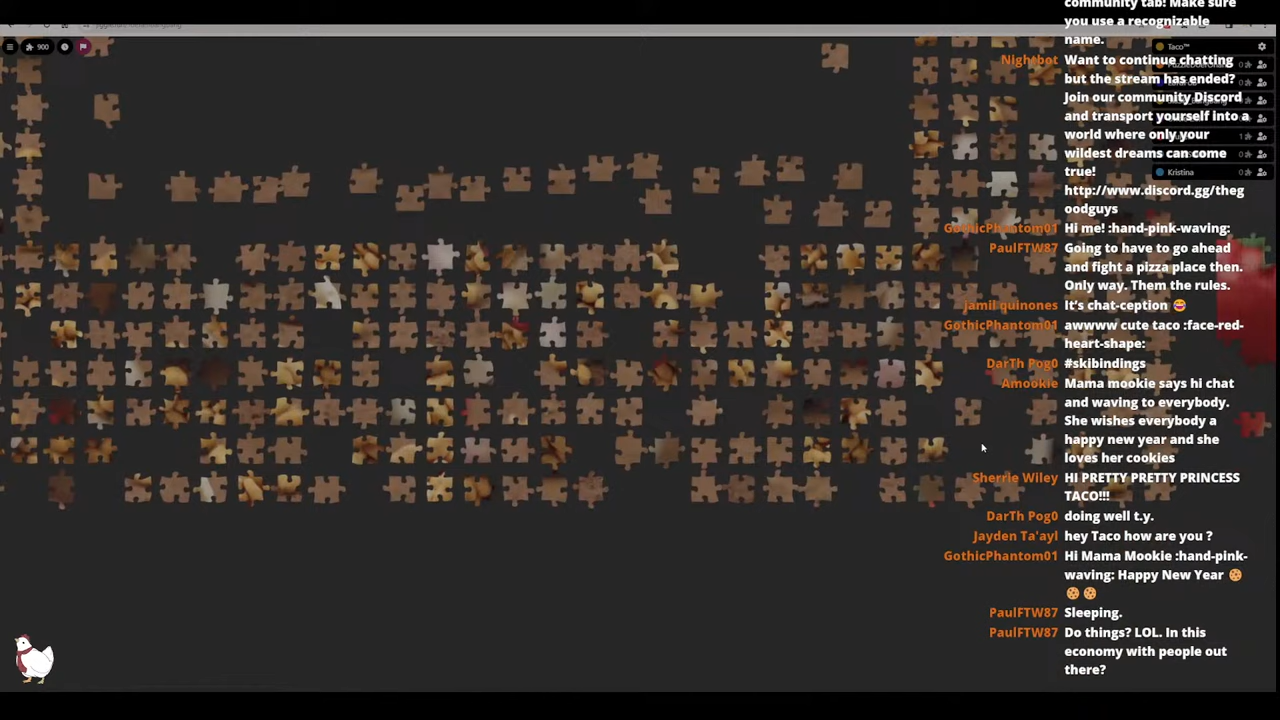 community tab! Make sure
you use a recognizable
name.
900
Taco™
Nightbot Want to continue chatting
but the stream has ended?
Join our community Discord
and transport yourself into a
world where only your
wildest dreams can come
true!
http://www.discord.gg/theg
oodguys
Kristina
GothicPhantom01 Hi me! :hand-pink-waving:
PaulFTW87 Going to have to go ahead
and fight a pizza place then.
Only way. Them the rules.
Jamil quinones It's chat-ception 😄
GothicPhantom01 awwww cute taco :face-red-
heart-shape:
DarTh Pog0 #skibindings
Amookie Mama mookie says hi chat
and waving to everybody.
She wishes everybody a
happy new year and she
loves her cookies
Sherrie Wiley HI PRETTY PRETTY PRINCESS
TACO!!!
DarTh Pog0 doing well t.y.
Jayden Ta'ayl hey Taco how are you ?
GothicPhantom01 Hi Mama Mookie :hand-pink-
waving: Happy New Year 🍪
🍪 🍪
PaulFTW87 Sleeping.
PaulFTW87 Do things? LOL. In this
economy with people out
there?